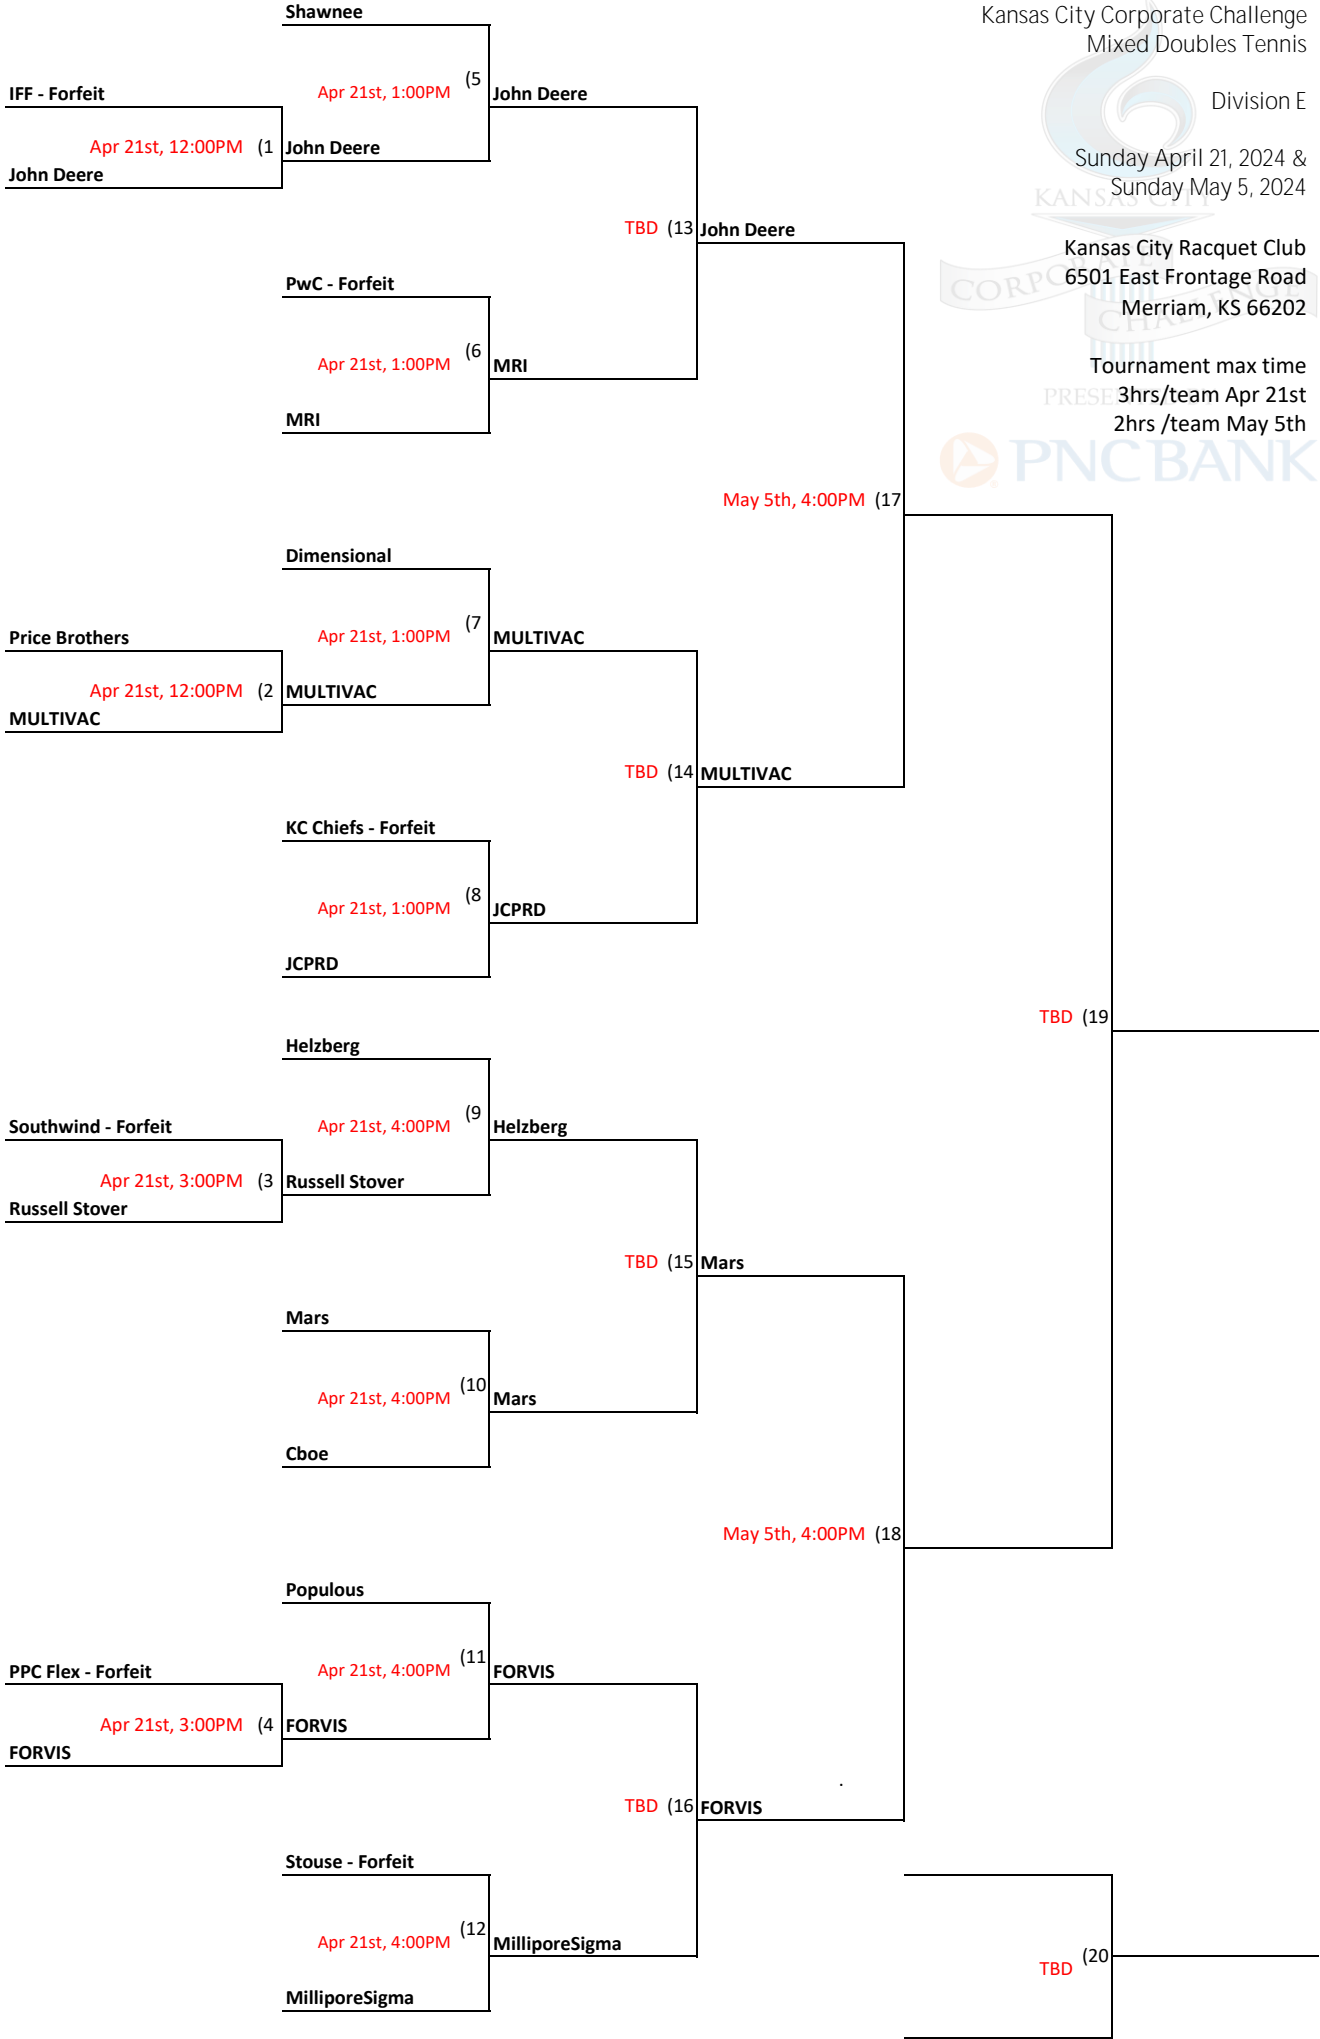 Shawnee
Kansas City Corporate Challenge
Mixed Doubles Tennis
Division E
Sunday April 21, 2024 &
Sunday May 5, 2024
Kansas City Racquet Club
6501 East Frontage Road
Merriam, KS 66202
Tournament max time
3hrs/team Apr 21st
2hrs /team May 5th
KANSAS CITY
CORPORATE
CHALLENGE
PNC BANK
Apr 21st, 1:00PM (5
IFF - Forfeit
John Deere
Apr 21st, 12:00PM (1
John Deere
John Deere
TBD (13
John Deere
PwC - Forfeit
Apr 21st, 1:00PM (6
MRI
MRI
May 5th, 4:00PM (17
Dimensional
Apr 21st, 1:00PM (7
Price Brothers
MULTIVAC
Apr 21st, 12:00PM (2
MULTIVAC
MULTIVAC
TBD (14
MULTIVAC
KC Chiefs - Forfeit
Apr 21st, 1:00PM (8
JCPRD
JCPRD
TBD (19
Helzberg
Apr 21st, 4:00PM (9
Southwind - Forfeit
Helzberg
Apr 21st, 3:00PM (3
Russell Stover
Russell Stover
TBD (15
Mars
Mars
Apr 21st, 4:00PM (10
Mars
Cboe
May 5th, 4:00PM (18
Populous
Apr 21st, 4:00PM (11
PPC Flex - Forfeit
FORVIS
Apr 21st, 3:00PM (4
FORVIS
FORVIS
.
TBD (16
FORVIS
Stouse - Forfeit
Apr 21st, 4:00PM (12
MilliporeSigma
MilliporeSigma
TBD (20